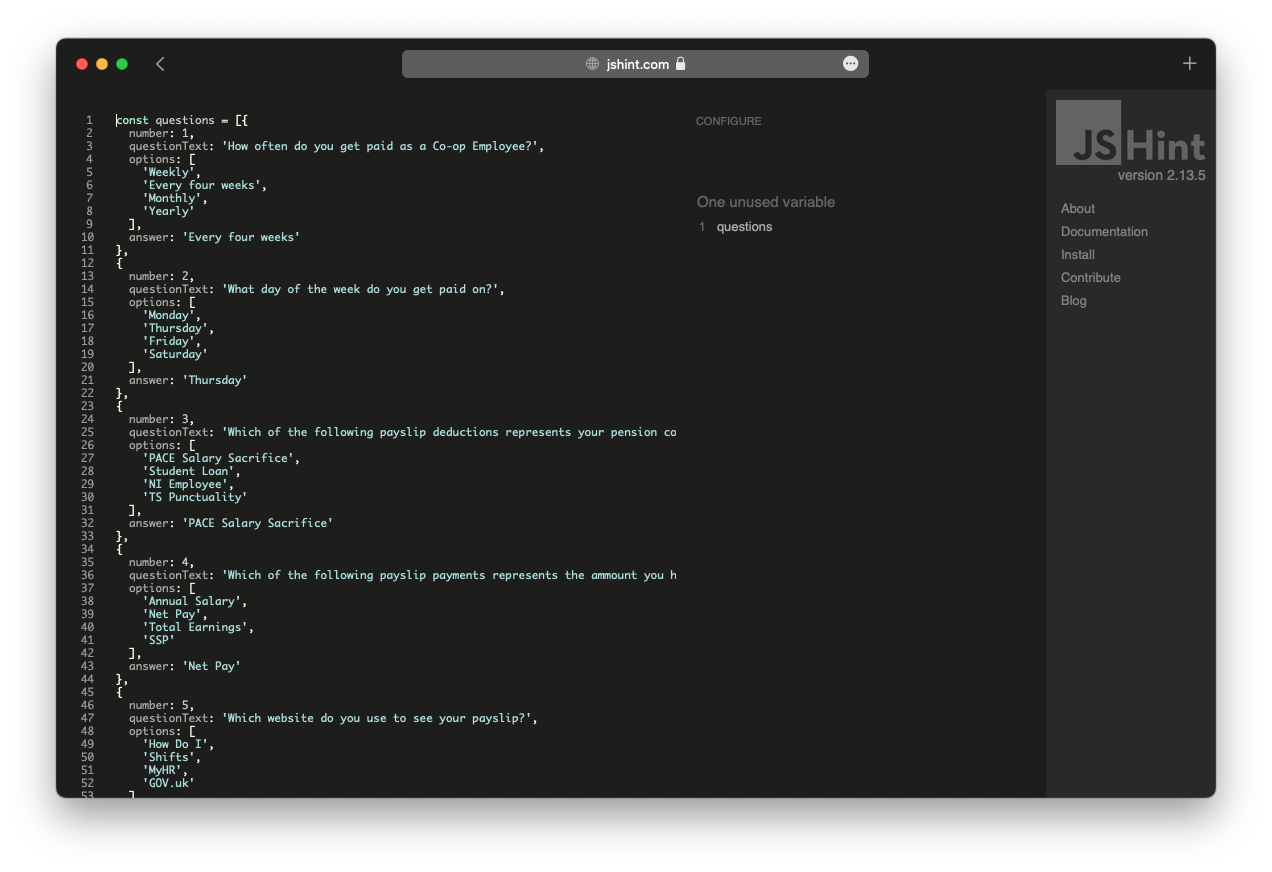 jshint.com
1 const questions = [{
2 number: 1,
3 questionText: 'How often do you get paid as a Co-op Employee?',
4 options: [
5 'Weekly',
6 'Every four weeks',
7 'Monthly',
8 'Yearly'
9 ],
10 answer: 'Every four weeks'
11 },
12 {
13 number: 2,
14 questionText: 'What day of the week do you get paid on?',
15 options: [
16 'Monday',
17 'Thursday',
18 'Friday',
19 'Saturday'
20 ],
21 answer: 'Thursday'
22 },
23 {
24 number: 3,
25 questionText: 'Which of the following payslip deductions represents your pension co
26 options: [
27 'PACE Salary Sacrifice',
28 'Student Loan',
29 'NI Employee',
30 'TS Punctuality'
31 ],
32 answer: 'PACE Salary Sacrifice'
33 },
34 {
35 number: 4,
36 questionText: 'Which of the following payslip payments represents the ammount you h
37 options: [
38 'Annual Salary',
39 'Net Pay',
40 'Total Earnings',
41 'SSP'
42 ],
43 answer: 'Net Pay'
44 },
45 {
46 number: 5,
47 questionText: 'Which website do you use to see your payslip?',
48 options: [
49 'How Do I',
50 'Shifts',
51 'MyHR',
52 'GOV.uk'
53 ]
CONFIGURE
One unused variable
1 questions
JSHint
version 2.13.5
About
Documentation
Install
Contribute
Blog